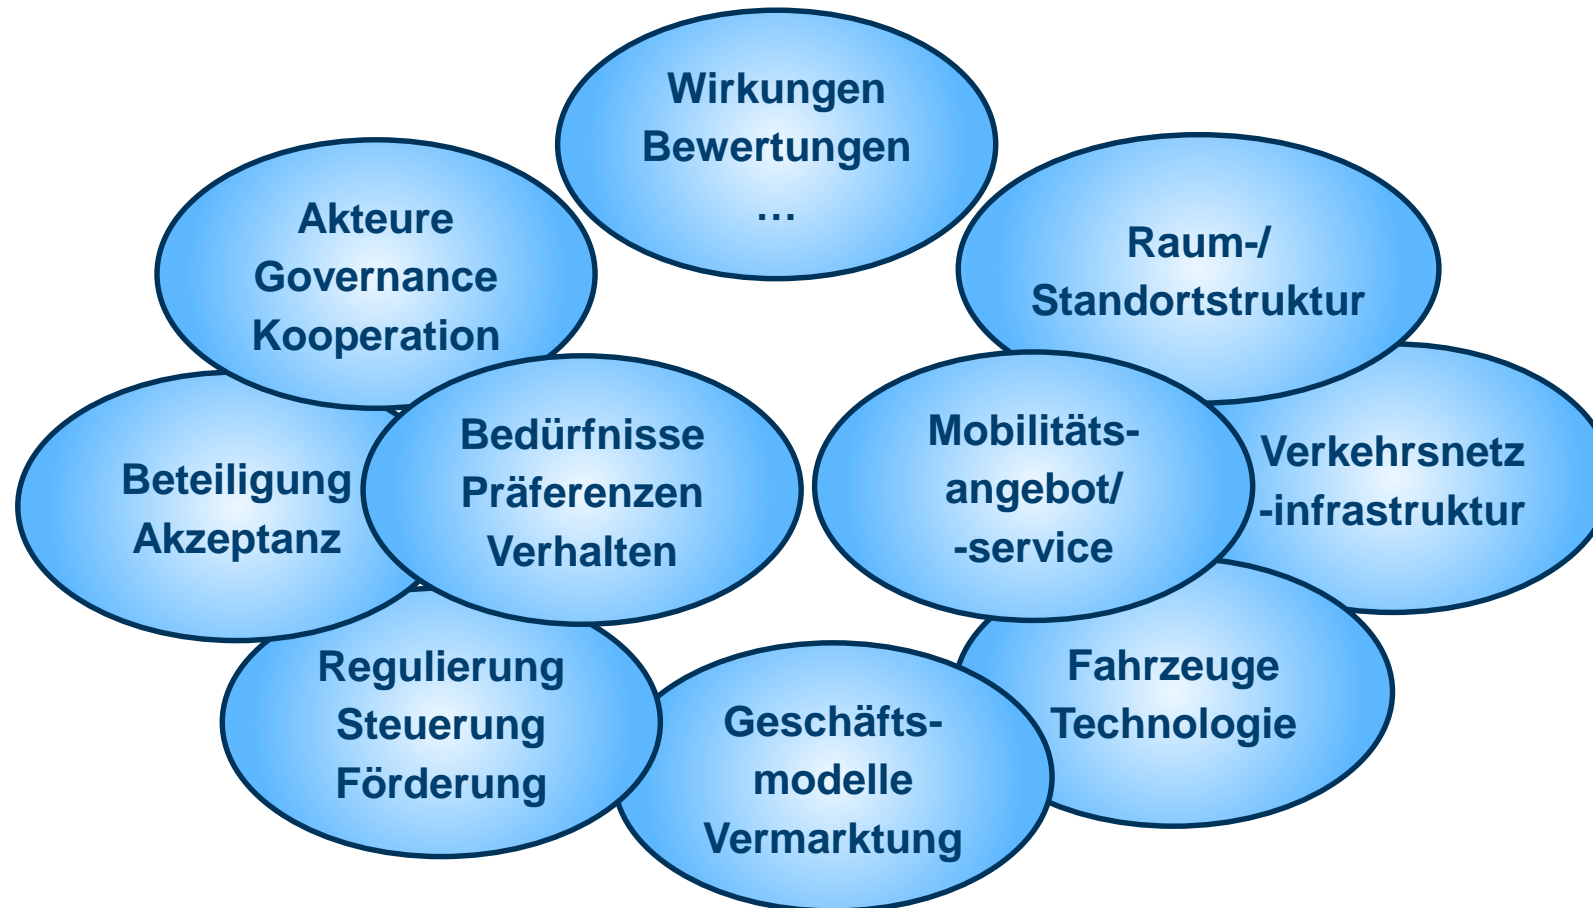 Wirkungen
Bewertungen
…
Akteure
Governance
Kooperation
Raum-/
Standortstruktur
Beteiligung
Akzeptanz
Bedürfnisse
Präferenzen
Verhalten
Mobilitäts-
angebot/
-service
Verkehrsnetz
-infrastruktur
Regulierung
Steuerung
Förderung
Geschäfts-
modelle
Vermarktung
Fahrzeuge
Technologie